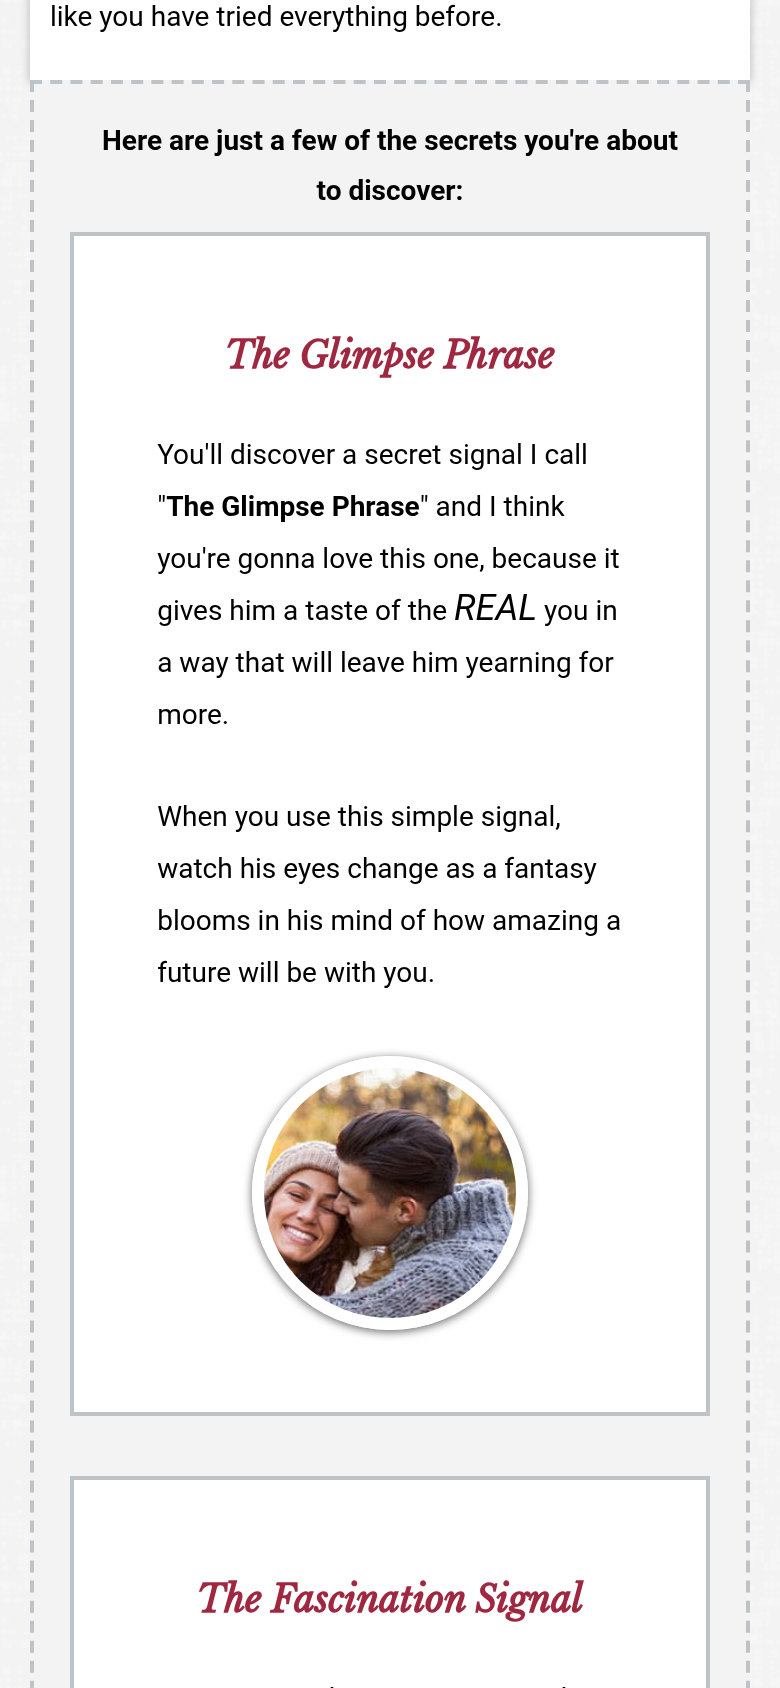 like you have tried everything before.
Here are just a few of the secrets you're about
to discover:
The Glimpse Phrase
You'll discover a secret signal I call
"The Glimpse Phrase" and I think
you're gonna love this one, because it
gives him a taste of the REAL you in
a way that will leave him yearning for
more.
When you use this simple signal,
watch his eyes change as a fantasy
blooms in his mind of how amazing a
future will be with you.
The Fascination Signal